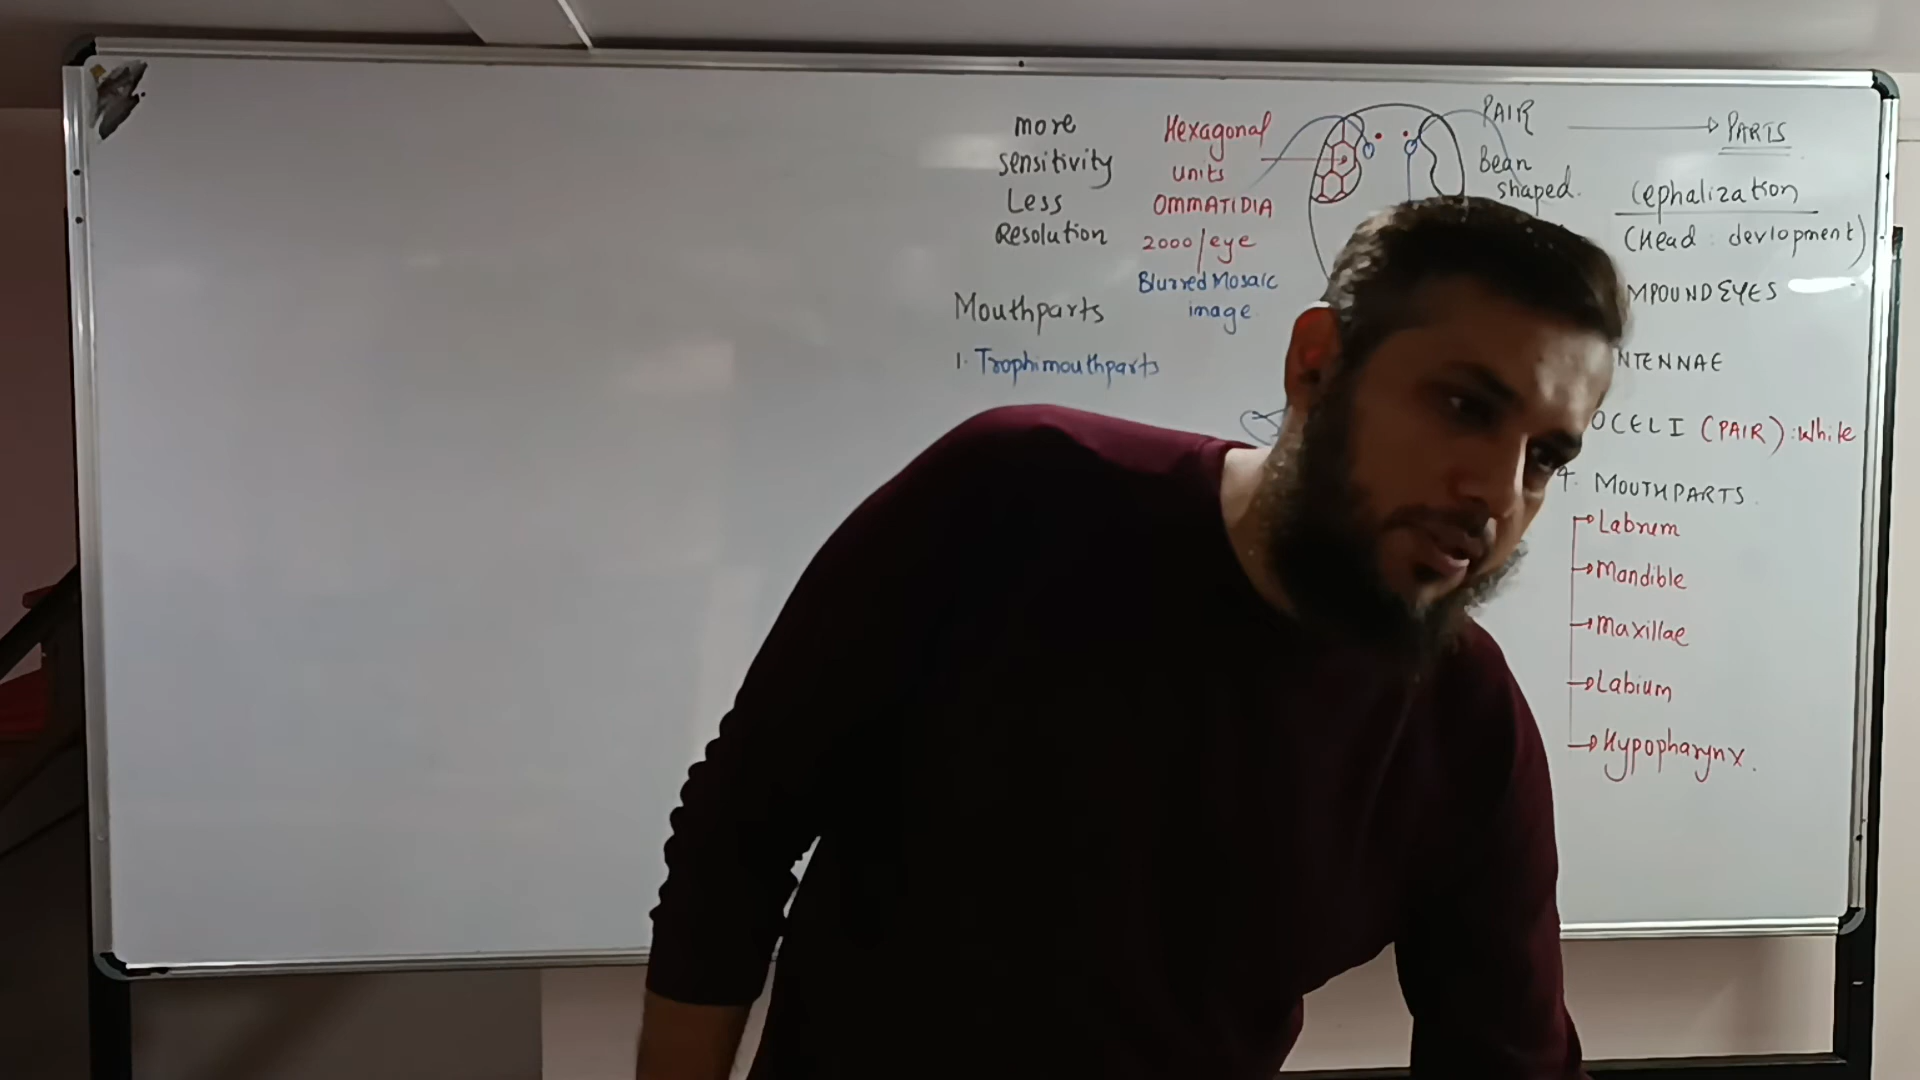 more
sensitivity
Less
Resolution
Hexagonal
units
OMMATIDIA
2000/eye
Blurred Mosaic
image
Mouthparts
1. Trophimouthparts
PAIR
Bean
shaped.
PARTS
Cephalization
(Head : devlopment)
MPOUND EYES
NTENNAE
OCELI (PAIR) : White
4. MOUTHPARTS
Labrum
Mandible
Maxillae
Labium
Hypopharynx.